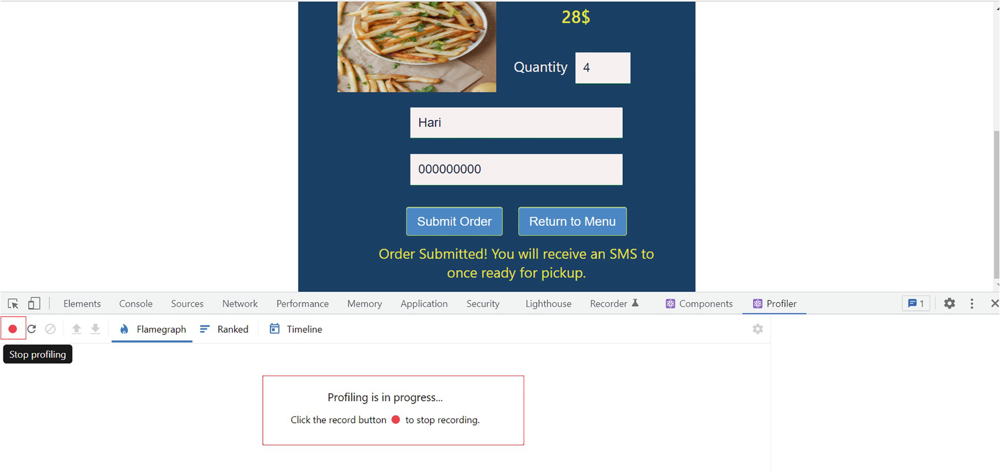 28$
Quantity 4
Hari
000000000
Submit Order Return to Menu
Order Submitted! You will receive an SMS to
once ready for pickup.
Elements Console Sources Network Performance Memory Application Security Lighthouse Recorder Components Profiler 1
Flamegraph Ranked Timeline
Stop profiling
Profiling is in progress...
Click the record button to stop recording.